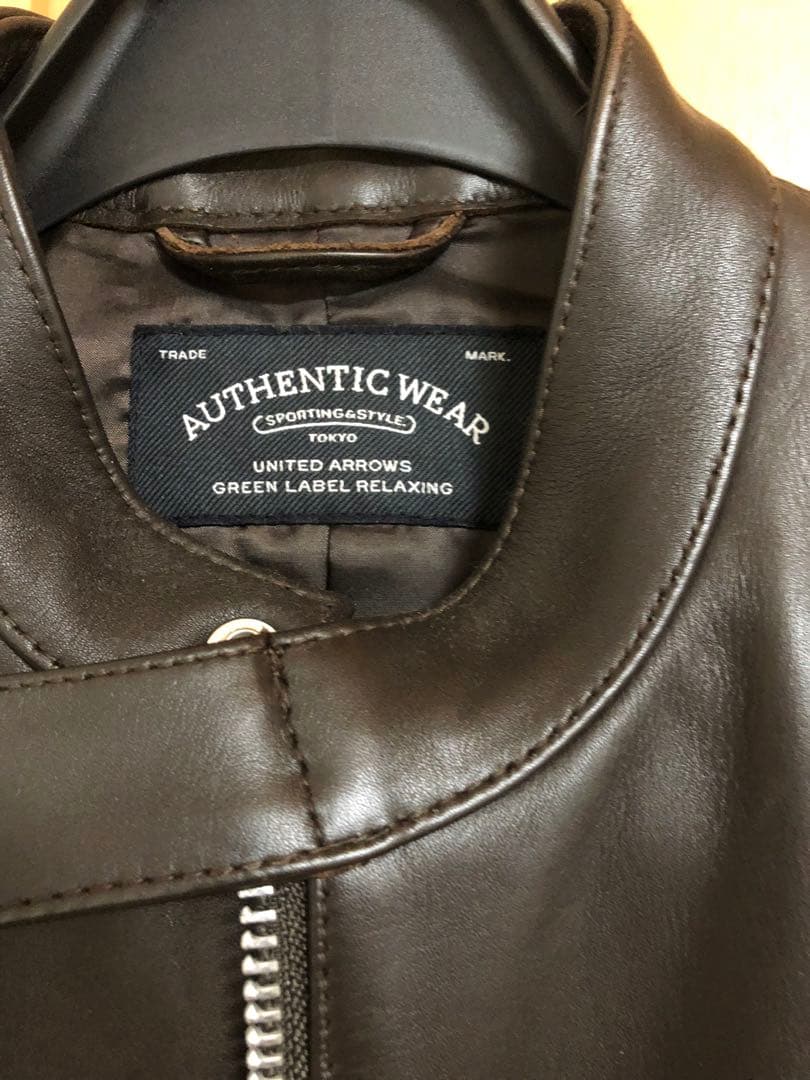 TRADE MARK.
AUTHENTIC WEAR
SPORTING&STYLE.
TOKYO
UNITED ARROWS
GREEN LABEL RELAXING